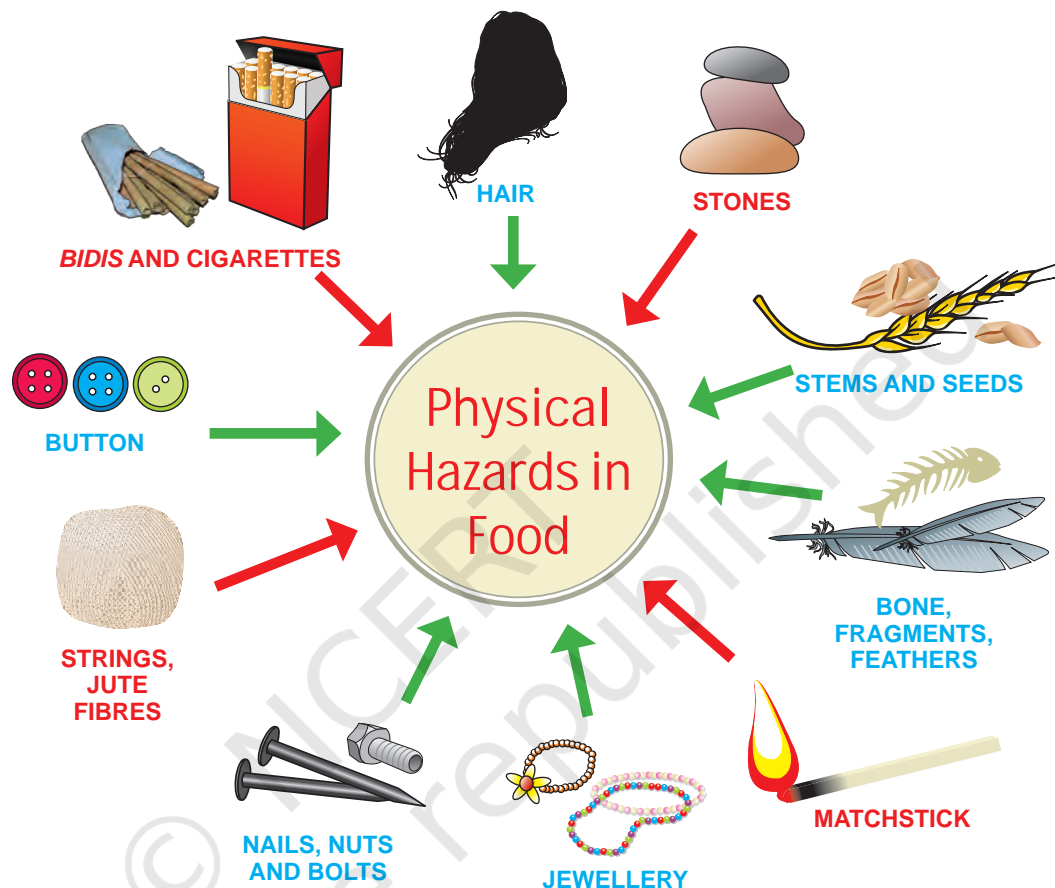 HAIR
STONES
BIDIS AND CIGARETTES
STEMS AND SEEDS
BUTTON
Physical
Hazards in
Food
BONE,
FRAGMENTS,
FEATHERS
STRINGS,
JUTE
FIBRES
MATCHSTICK
NAILS, NUTS
AND BOLTS
JEWELLERY
© NCERT
republished